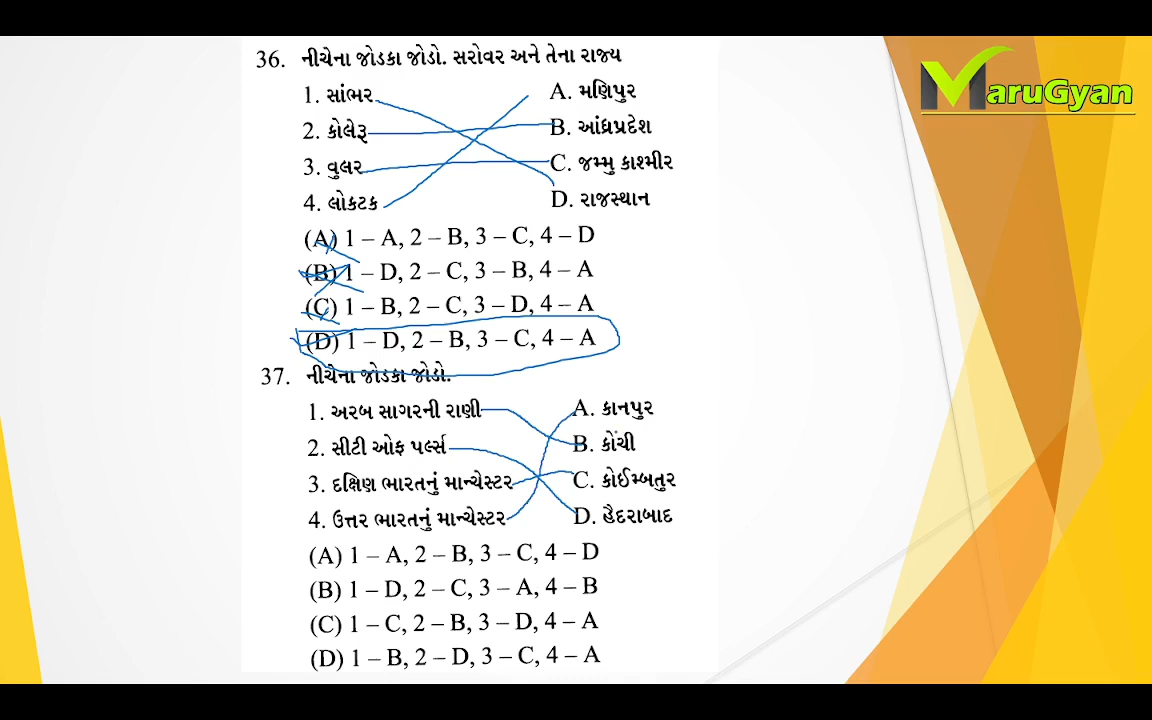 MaruGyan
36. નીચેના જોડકા જોડો. સરોવર અને તેના રાજ્ય
1. સાંભર A. મણિપુર
2. કોલેરૂ B. આંધ્રપ્રદેશ
3. વુલર C. જમ્મુ કાશ્મીર
4. લોકટક D. રાજસ્થાન
(A) 1 – A, 2 – B, 3 – C, 4 – D
(B) 1 – D, 2 – C, 3 – B, 4 – A
(C) 1 – B, 2 – C, 3 – D, 4 – A
(D) 1 – D, 2 – B, 3 – C, 4 – A
37. નીચેના જોડકા જોડો.
1. અરબ સાગરની રાણી A. કાનપુર
2. સીટી ઓફ પર્લ્સ B. કોંચી
3. દક્ષિણ ભારતનું માન્ચેસ્ટર C. કોઈમ્બતુર
4. ઉત્તર ભારતનું માન્ચેસ્ટર D. હૈદરાબાદ
(A) 1 – A, 2 – B, 3 – C, 4 – D
(B) 1 – D, 2 – C, 3 – A, 4 – B
(C) 1 – C, 2 – B, 3 – D, 4 – A
(D) 1 – B, 2 – D, 3 – C, 4 – A